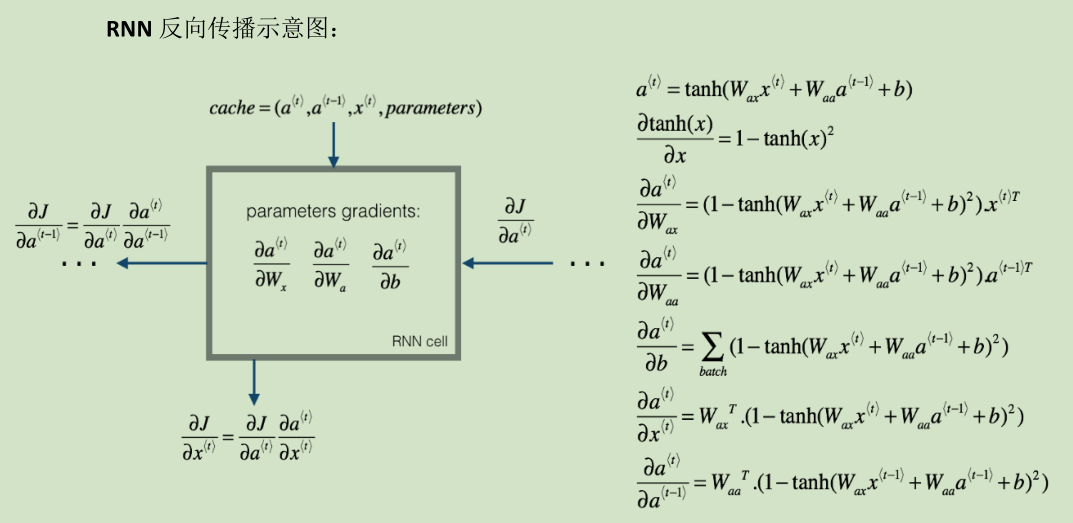 RNN 反向传播示意图：
cache = (a^⟨t⟩, a^⟨t-1⟩, x^⟨t⟩, parameters)
∂J/∂a^⟨t-1⟩ = ∂J/∂a^⟨t⟩ ∂a^⟨t⟩/∂a^⟨t-1⟩
. . .
parameters gradients:
∂a^⟨t⟩/∂W_x ∂a^⟨t⟩/∂W_a ∂a^⟨t⟩/∂b
RNN cell
∂J/∂a^⟨t⟩
. . .
∂J/∂x^⟨t⟩ = ∂J/∂a^⟨t⟩ ∂a^⟨t⟩/∂x^⟨t⟩
a^⟨t⟩ = tanh(W_ax x^⟨t⟩ + W_aa a^⟨t-1⟩ + b)
∂tanh(x)/∂x = 1 − tanh(x)^2
∂a^⟨t⟩/∂W_ax = (1 − tanh(W_ax x^⟨t⟩ + W_aa a^⟨t-1⟩ + b)^2).x^⟨t⟩T
∂a^⟨t⟩/∂W_aa = (1 − tanh(W_ax x^⟨t⟩ + W_aa a^⟨t-1⟩ + b)^2).a^⟨t-1⟩T
∂a^⟨t⟩/∂b = ∑_batch (1 − tanh(W_ax x^⟨t⟩ + W_aa a^⟨t-1⟩ + b)^2)
∂a^⟨t⟩/∂x^⟨t⟩ = W_ax^T.(1 − tanh(W_ax x^⟨t⟩ + W_aa a^⟨t-1⟩ + b)^2)
∂a^⟨t⟩/∂a^⟨t-1⟩ = W_aa^T.(1 − tanh(W_ax x^⟨t-1⟩ + W_aa a^⟨t-1⟩ + b)^2)